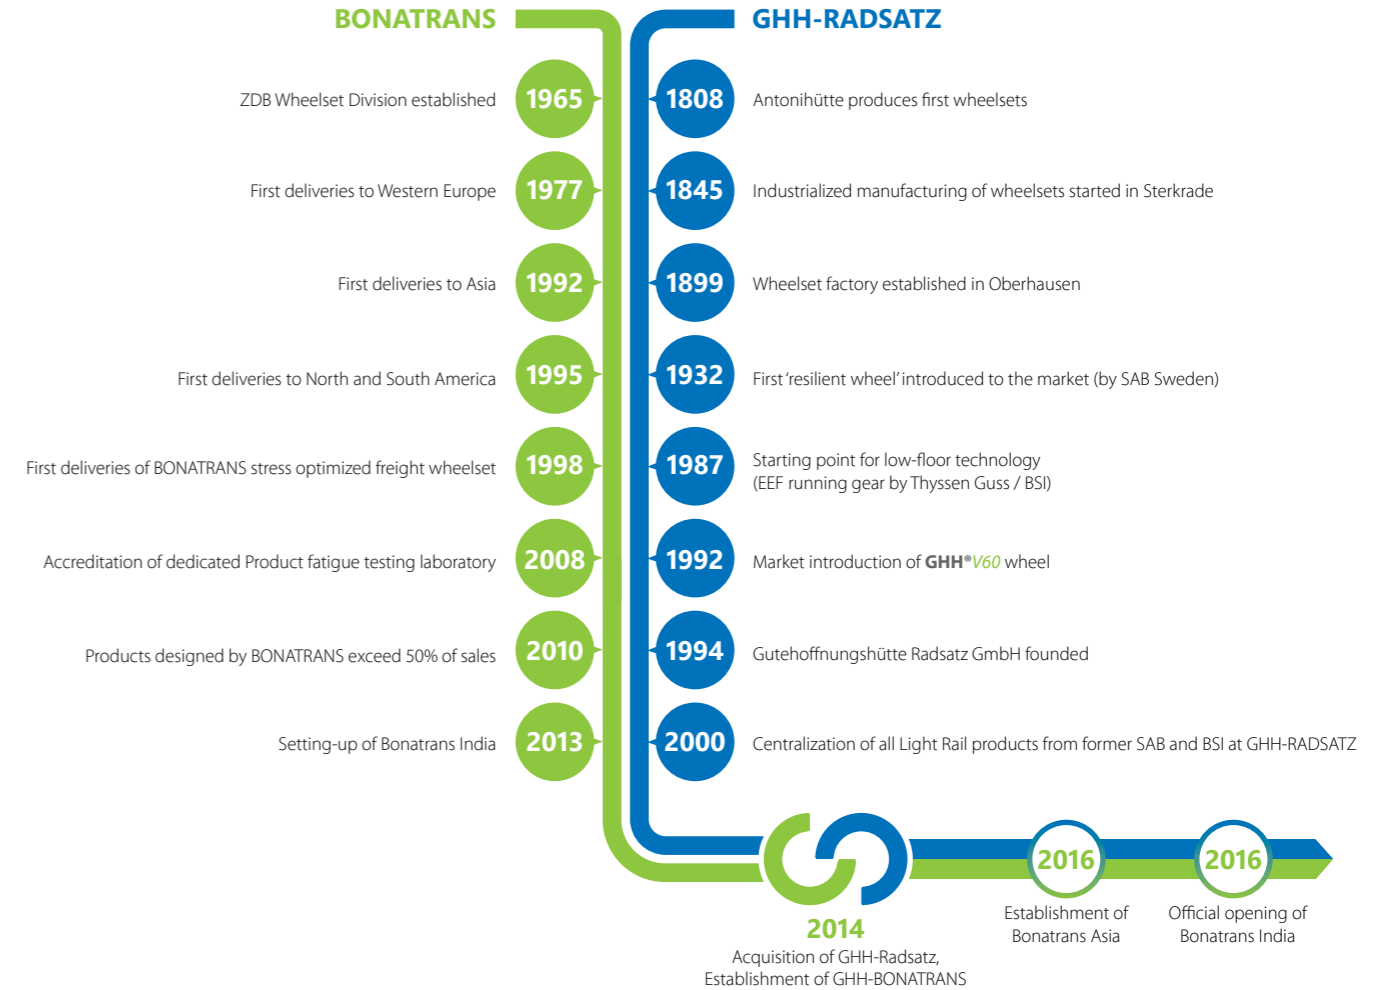 BONATRANS
GHH-RADSATZ
ZDB Wheelset Division established
1965
1808
Antonihütte produces first wheelsets
First deliveries to Western Europe
1977
1845
Industrialized manufacturing of wheelsets started in Sterkrade
First deliveries to Asia
1992
1899
Wheelset factory established in Oberhausen
First deliveries to North and South America
1995
1932
First ‘resilient wheel’ introduced to the market (by SAB Sweden)
First deliveries of BONATRANS stress optimized freight wheelset
1998
1987
Starting point for low-floor technology
(EEF running gear by Thyssen Guss / BSI)
Accreditation of dedicated Product fatigue testing laboratory
2008
1992
Market introduction of GHH®V60 wheel
Products designed by BONATRANS exceed 50% of sales
2010
1994
Gutehoffnungshütte Radsatz GmbH founded
Setting-up of Bonatrans India
2013
2000
Centralization of all Light Rail products from former SAB and BSI at GHH-RADSATZ
2014
Acquisition of GHH-Radsatz,
Establishment of GHH-BONATRANS
2016
Establishment of
Bonatrans Asia
2016
Official opening of
Bonatrans India